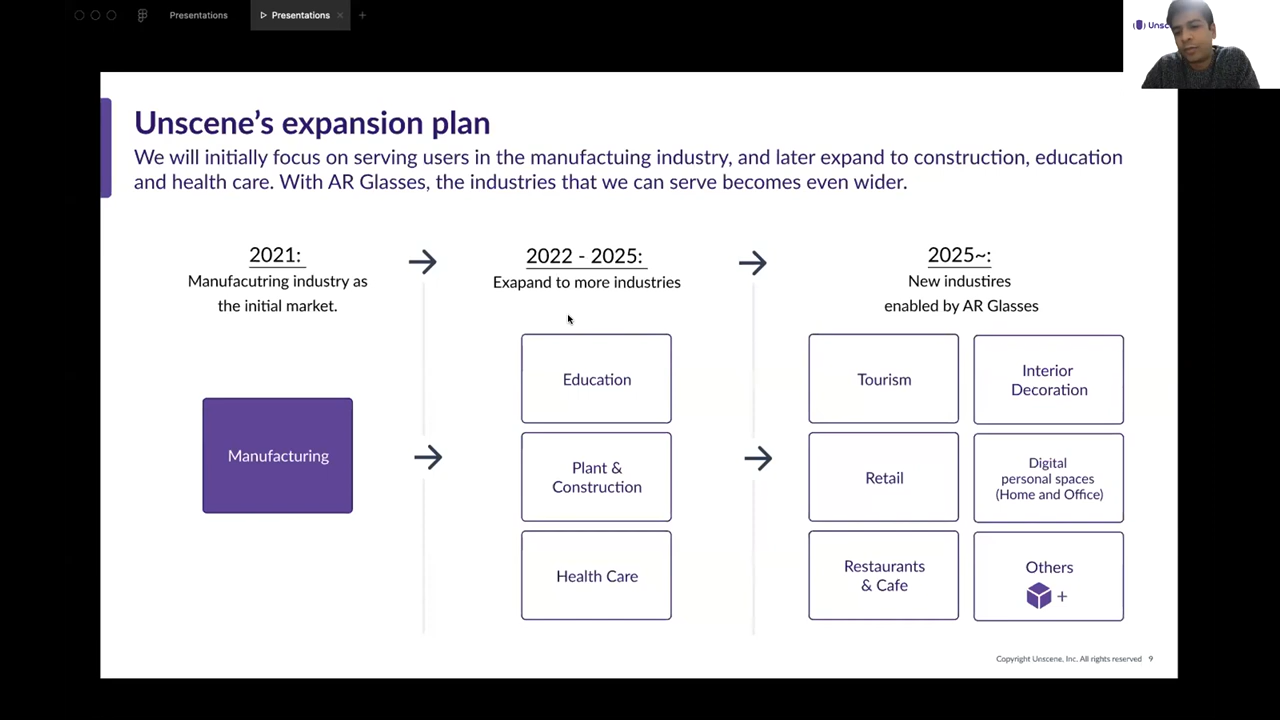 Presentations
Presentations
Unscene's expansion plan
We will initially focus on serving users in the manufactuing industry, and later expand to construction, education
and health care. With AR Glasses, the industries that we can serve becomes even wider.
2021:
Manufacutring industry as
the initial market.
2022 - 2025:
Exapand to more industries
2025~:
New industires
enabled by AR Glasses
Manufacturing
Education
Plant &
Construction
Health Care
Tourism
Interior
Decoration
Retail
Digital
personal spaces
(Home and Office)
Restaurants
& Cafe
Others
+
Copyright Unscene, Inc. All rights reserved 9